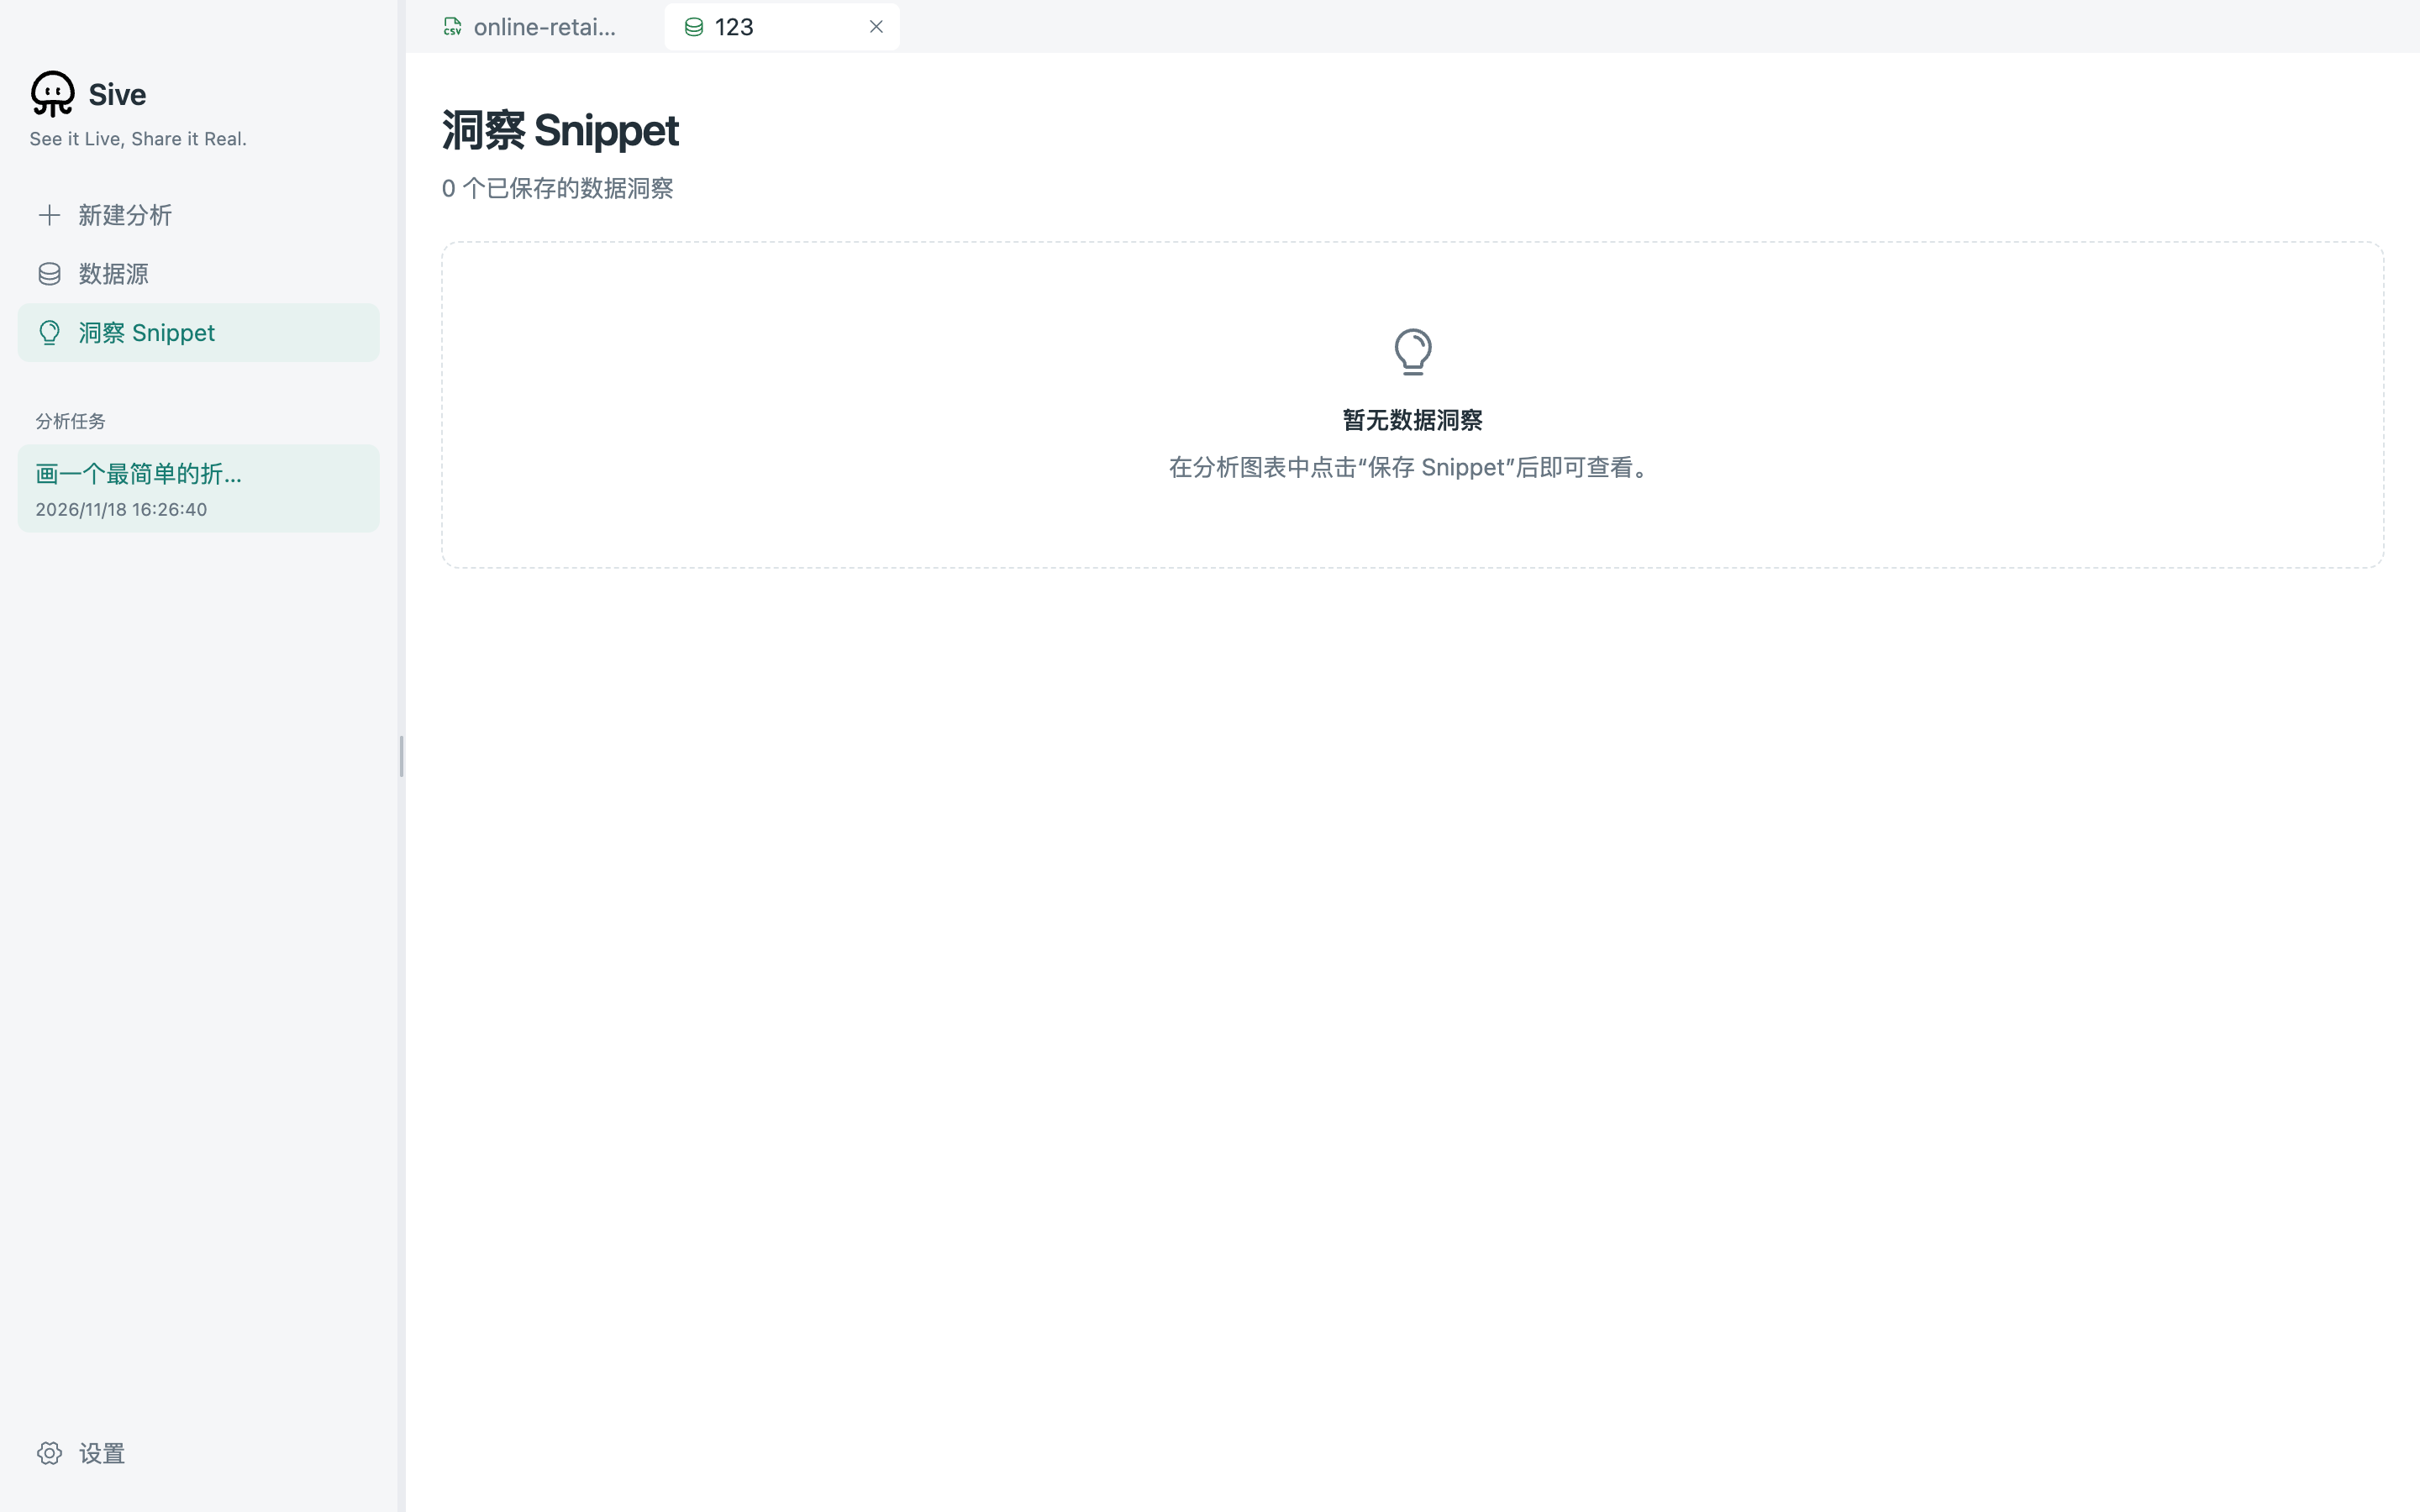 Sive
See it Live, Share it Real.
新建分析
数据源
洞察 Snippet
分析任务
画一个最简单的折...
2026/11/18 16:26:40
设置
CSV online-retai...
123
洞察 Snippet
0 个已保存的数据洞察
暂无数据洞察
在分析图表中点击“保存 Snippet”后即可查看。